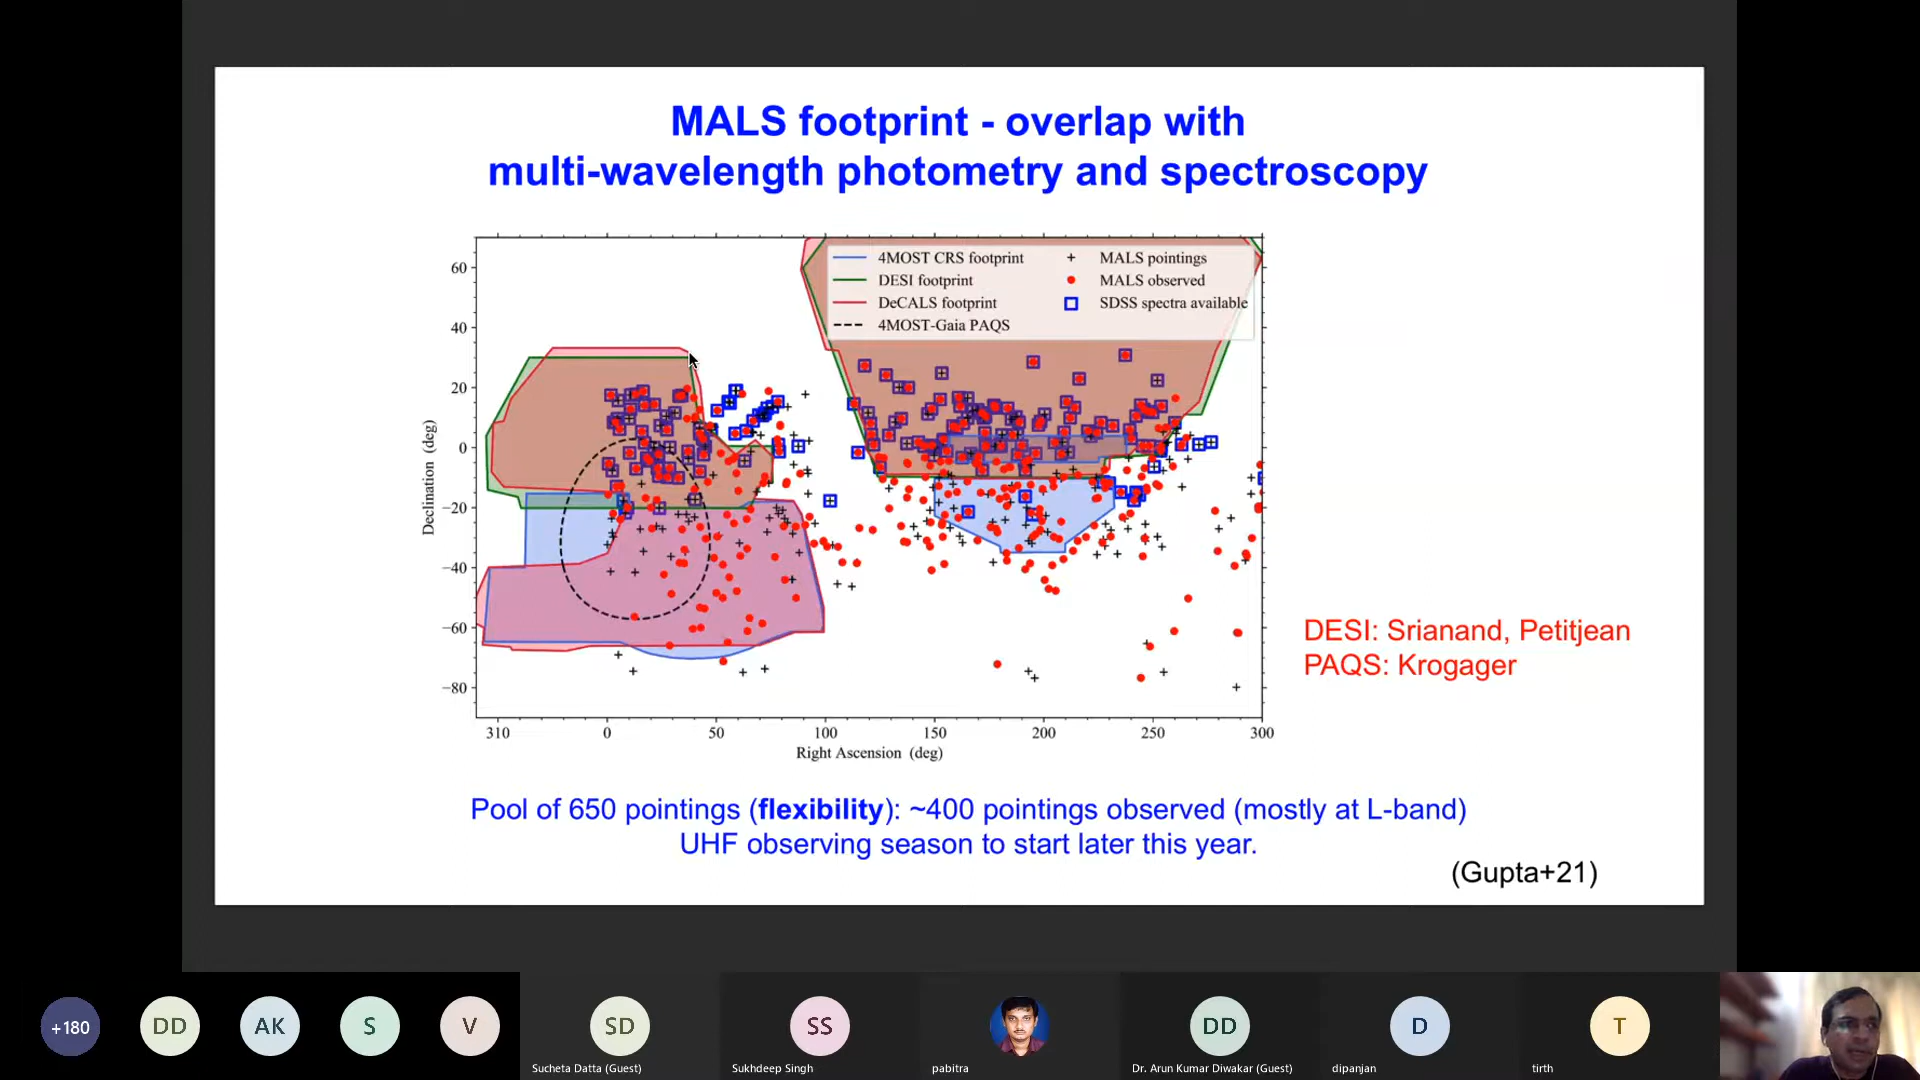 MALS footprint - overlap with
multi-wavelength photometry and spectroscopy
4MOST CRS footprint
DESI footprint
DeCALS footprint
4MOST-Gaia PAQS
MALS pointings
MALS observed
SDSS spectra available
60
40
20
0
−20
−40
−60
−80
Declination (deg)
310 0 50 100 150 200 250 300
Right Ascension (deg)
DESI: Srianand, Petitjean
PAQS: Krogager
Pool of 650 pointings (flexibility): ~400 pointings observed (mostly at L-band)
UHF observing season to start later this year.
(Gupta+21)
+180 DD AK S V SD SS DD D T
Sucheta Datta (Guest) Sukhdeep Singh pabitra Dr. Arun Kumar Diwakar (Guest) dipanjan tirth